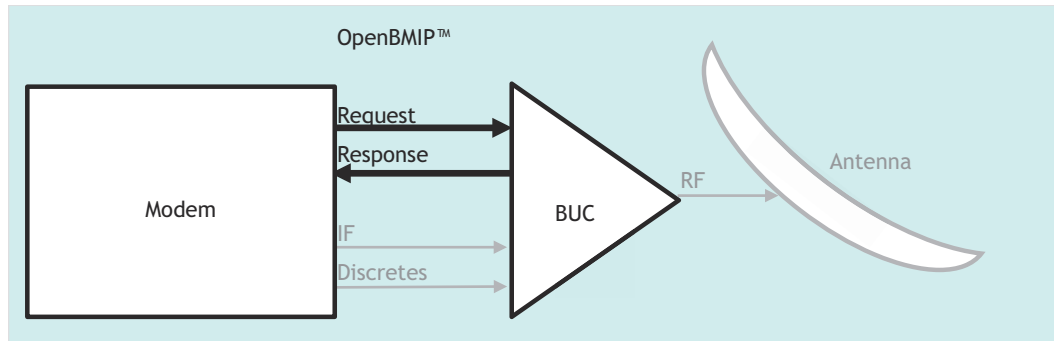 OpenBMIP™
Request
Response
Modem
BUC
IF
Discretes
RF
Antenna